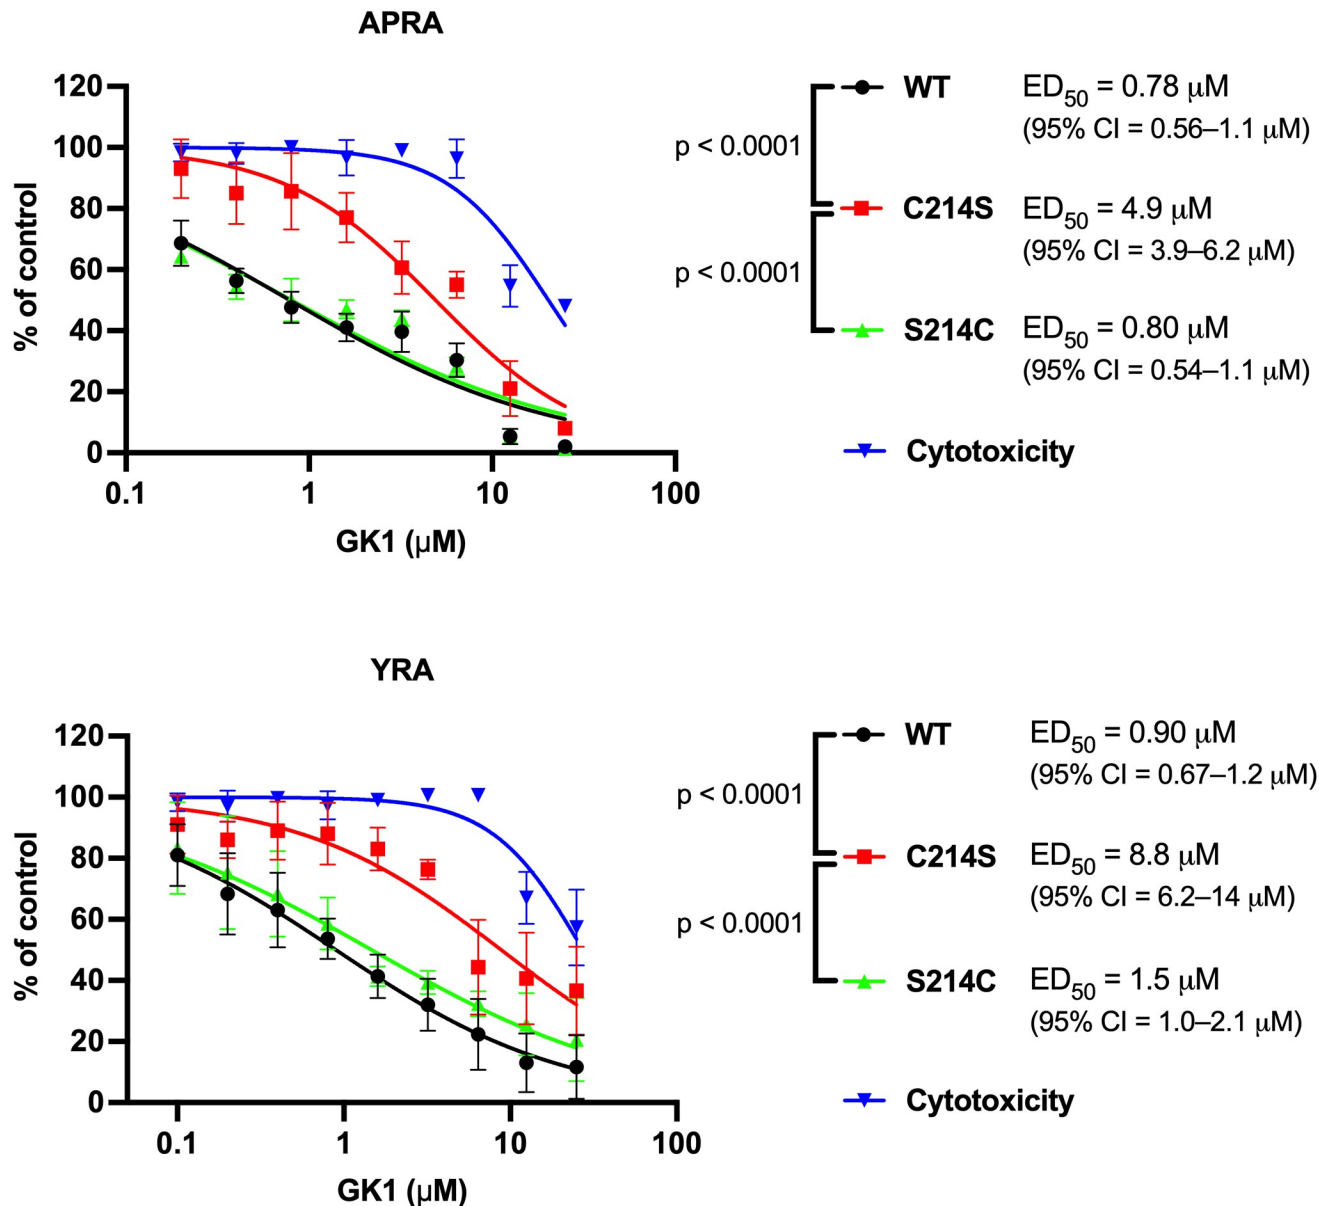 APRA
120
100
80
60
40
20
0
% of control
0.1 1 10 100
GK1 (µM)
p < 0.0001
p < 0.0001
WT ED50 = 0.78 µM
(95% CI = 0.56–1.1 µM)
C214S ED50 = 4.9 µM
(95% CI = 3.9–6.2 µM)
S214C ED50 = 0.80 µM
(95% CI = 0.54–1.1 µM)
Cytotoxicity
YRA
120
100
80
60
40
20
0
% of control
0.1 1 10 100
GK1 (µM)
p < 0.0001
p < 0.0001
WT ED50 = 0.90 µM
(95% CI = 0.67–1.2 µM)
C214S ED50 = 8.8 µM
(95% CI = 6.2–14 µM)
S214C ED50 = 1.5 µM
(95% CI = 1.0–2.1 µM)
Cytotoxicity